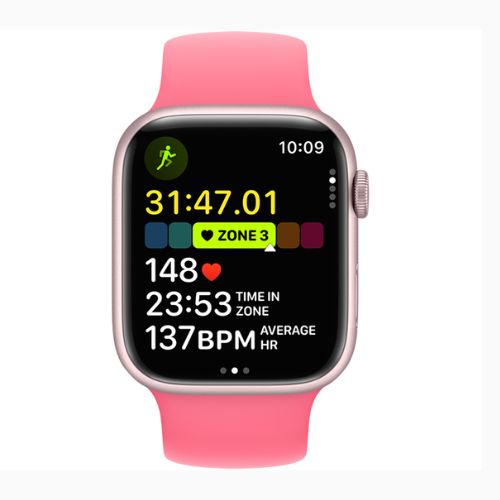 10:09
31:47.01
ZONE 3
148
23:53 TIME IN ZONE
137BPM AVERAGE HR